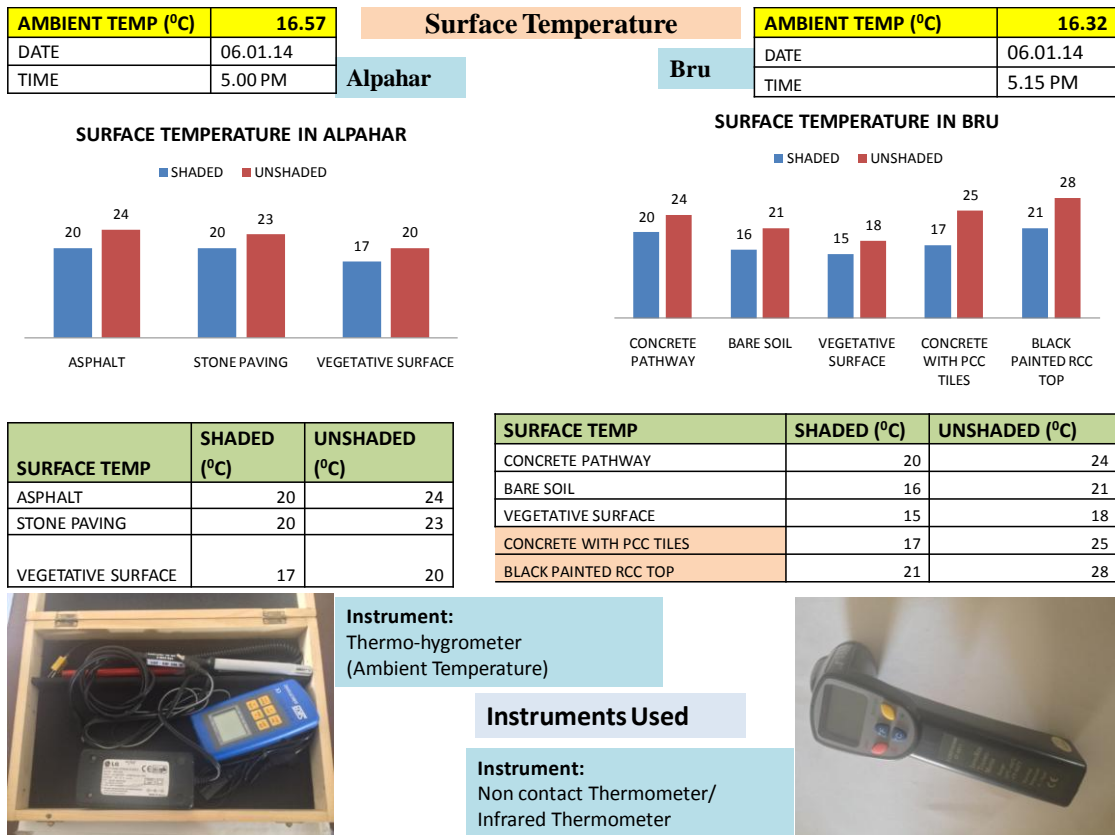 AMBIENT TEMP (⁰C) 16.57
DATE 06.01.14
TIME 5.00 PM
Surface Temperature
Alpahar
Bru
AMBIENT TEMP (⁰C) 16.32
DATE 06.01.14
TIME 5.15 PM
SURFACE TEMPERATURE IN ALPAHAR
SHADED UNSHADED
20 24 20 23 17 20
ASPHALT STONE PAVING VEGETATIVE SURFACE
SURFACE TEMPERATURE IN BRU
SHADED UNSHADED
20 24 16 21 15 18 17 25 21 28
CONCRETE PATHWAY
BARE SOIL
VEGETATIVE SURFACE
CONCRETE WITH PCC TILES
BLACK PAINTED RCC TOP
SURFACE TEMP SHADED (⁰C) UNSHADED (⁰C)
ASPHALT 20 24
STONE PAVING 20 23
VEGETATIVE SURFACE 17 20
SURFACE TEMP SHADED (⁰C) UNSHADED (⁰C)
CONCRETE PATHWAY 20 24
BARE SOIL 16 21
VEGETATIVE SURFACE 15 18
CONCRETE WITH PCC TILES 17 25
BLACK PAINTED RCC TOP 21 28
Instrument:
Thermo-hygrometer
(Ambient Temperature)
Instruments Used
Instrument:
Non contact Thermometer/
Infrared Thermometer
LG